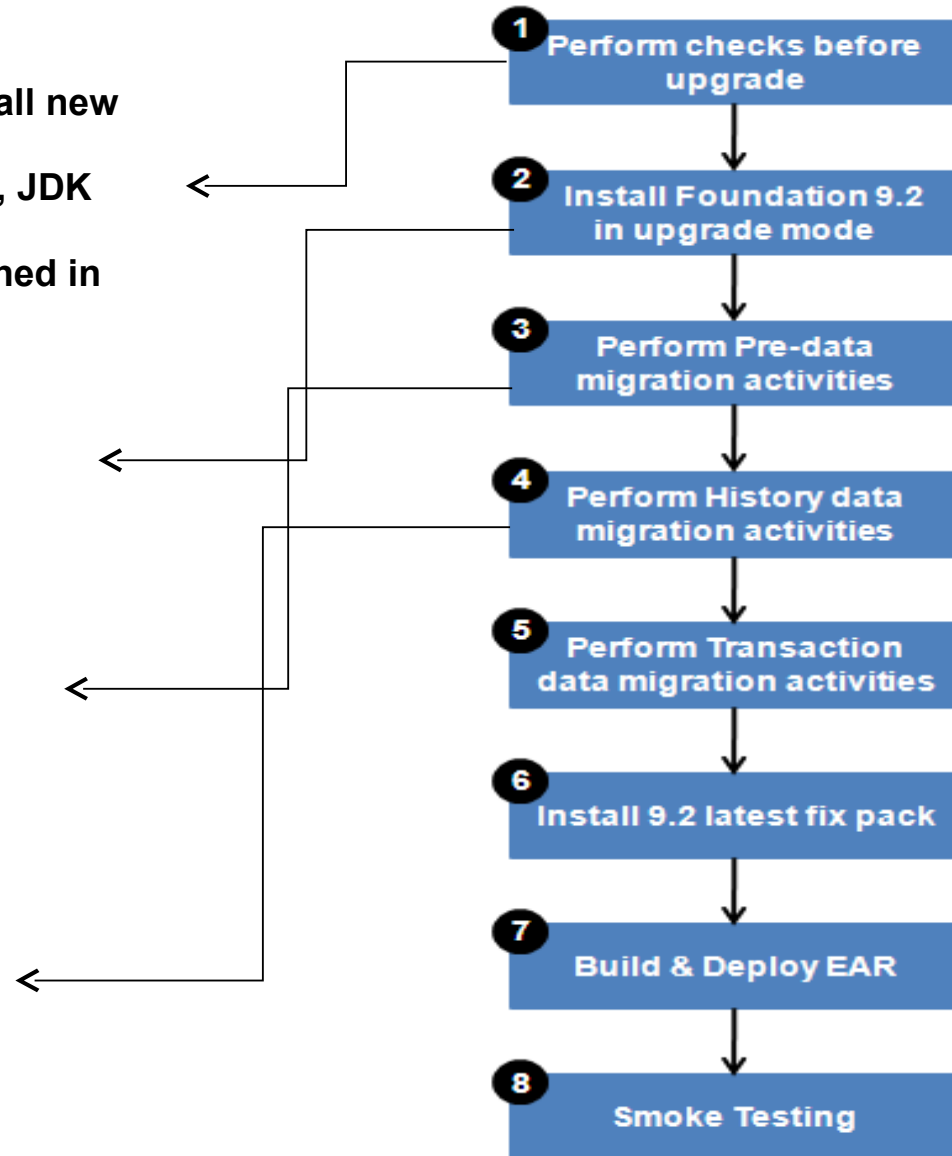 all new
, JDK
ned in
1
Perform checks before
upgrade
2
Install Foundation 9.2
in upgrade mode
3
Perform Pre-data
migration activities
4
Perform History data
migration activities
5
Perform Transaction
data migration activities
6
Install 9.2 latest fix pack
7
Build & Deploy EAR
8
Smoke Testing